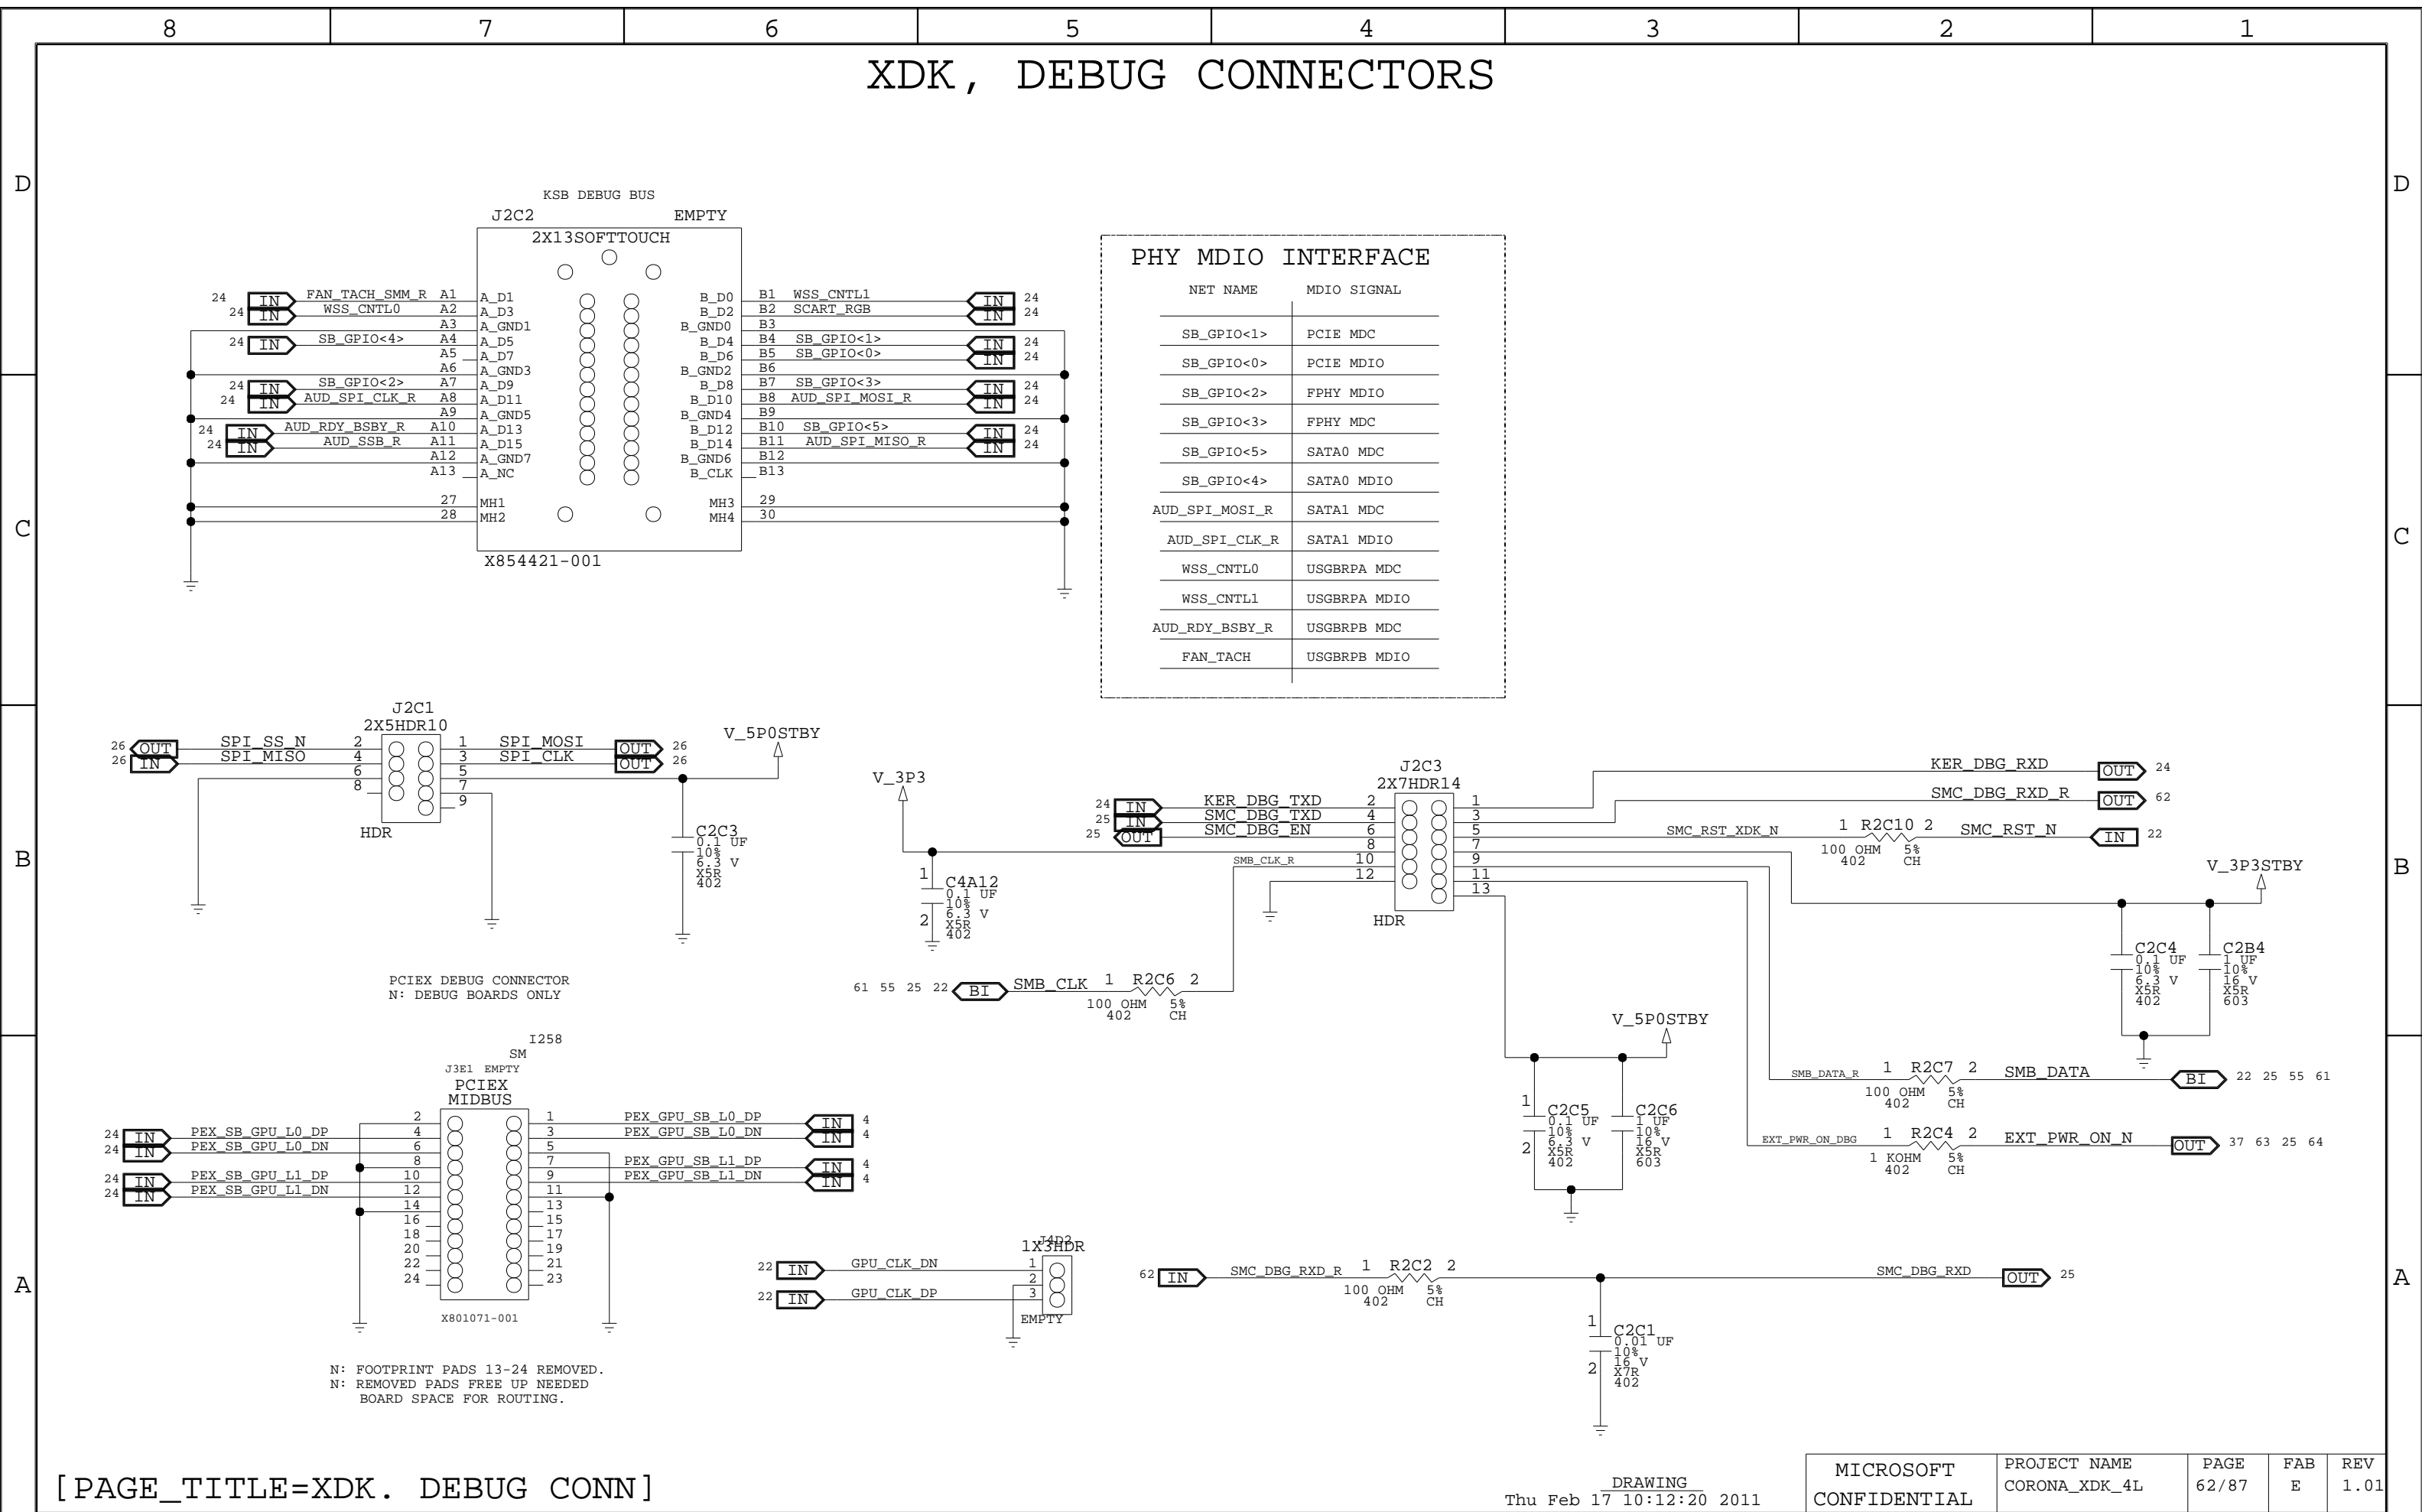 8 7 6 5 4 3 2 1
XDK, DEBUG CONNECTORS
D D
C C
B B
A A
KSB DEBUG BUS
J2C2 EMPTY
2X13SOFTTOUCH
24 IN FAN_TACH_SMM_R A1 A_D1 B_D0 B1 WSS_CNTL1 IN 24
24 IN WSS_CNTL0 A2 A_D3 B_D2 B2 SCART_RGB IN 24
A3 A_GND1 B_GND0 B3
24 IN SB_GPIO<4> A4 A_D5 B_D4 B4 SB_GPIO<1> IN 24
A5 A_D7 B_D6 B5 SB_GPIO<0> IN 24
A6 A_GND3 B_GND2 B6
24 IN SB_GPIO<2> A7 A_D9 B_D8 B7 SB_GPIO<3> IN 24
24 IN AUD_SPI_CLK_R A8 A_D11 B_D10 B8 AUD_SPI_MOSI_R IN 24
A9 A_GND5 B_GND4 B9
24 IN AUD_RDY_BSBY_R A10 A_D13 B_D12 B10 SB_GPIO<5> IN 24
24 IN AUD_SSB_R A11 A_D15 B_D14 B11 AUD_SPI_MISO_R IN 24
A12 A_GND7 B_GND6 B12
A13 A_NC B_CLK B13
27 MH1 MH3 29
28 MH2 MH4 30
X854421-001
PHY MDIO INTERFACE
NET NAME MDIO SIGNAL
SB_GPIO<1> PCIE MDC
SB_GPIO<0> PCIE MDIO
SB_GPIO<2> FPHY MDIO
SB_GPIO<3> FPHY MDC
SB_GPIO<5> SATA0 MDC
SB_GPIO<4> SATA0 MDIO
AUD_SPI_MOSI_R SATA1 MDC
AUD_SPI_CLK_R SATA1 MDIO
WSS_CNTL0 USGBRPA MDC
WSS_CNTL1 USGBRPA MDIO
AUD_RDY_BSBY_R USGBRPB MDC
FAN_TACH USGBRPB MDIO
J2C1
2X5HDR10
26 OUT SPI_SS_N 2 1 SPI_MOSI OUT 26
26 IN SPI_MISO 4 3 SPI_CLK OUT 26
6 5
8 7
9
HDR
V_5P0STBY
C2C3
0.1 UF
10%
6.3 V
X5R
402
V_3P3
1 C4A12
0.1 UF
10%
6.3 V
2 X5R
402
J2C3
2X7HDR14
24 IN KER_DBG_TXD 2 1 KER_DBG_RXD OUT 24
25 IN SMC_DBG_TXD 4 3 SMC_DBG_RXD_R OUT 62
25 OUT SMC_DBG_EN 6 5 SMC_RST_XDK_N 1 R2C10 2 SMC_RST_N IN 22
100 OHM 5%
402 CH
8 7
SMB_CLK_R 10 9
12 11
13
HDR
V_3P3STBY
C2C4
0.1 UF
10%
6.3 V
X5R
402
C2B4
1 UF
10%
16 V
X5R
603
61 55 25 22 BI SMB_CLK 1 R2C6 2
100 OHM 5%
402 CH
V_5P0STBY
1 C2C5
0.1 UF
10%
6.3 V
2 X5R
402
C2C6
1 UF
10%
16 V
X5R
603
SMB_DATA_R 1 R2C7 2 SMB_DATA BI 22 25 55 61
100 OHM 5%
402 CH
EXT_PWR_ON_DBG 1 R2C4 2 EXT_PWR_ON_N OUT 37 63 25 64
1 KOHM 5%
402 CH
PCIEX DEBUG CONNECTOR
N: DEBUG BOARDS ONLY
I258
SM
J3E1 EMPTY
PCIEX
MIDBUS
2 1 PEX_GPU_SB_L0_DP IN 4
24 IN PEX_SB_GPU_L0_DP 4 3 PEX_GPU_SB_L0_DN IN 4
24 IN PEX_SB_GPU_L0_DN 6 5
8 7 PEX_GPU_SB_L1_DP IN 4
24 IN PEX_SB_GPU_L1_DP 10 9 PEX_GPU_SB_L1_DN IN 4
24 IN PEX_SB_GPU_L1_DN 12 11
14 13
16 15
18 17
20 19
22 21
24 23
X801071-001
N: FOOTPRINT PADS 13-24 REMOVED.
N: REMOVED PADS FREE UP NEEDED
BOARD SPACE FOR ROUTING.
J4D2
1X3HDR
22 IN GPU_CLK_DN 1
2
22 IN GPU_CLK_DP 3
EMPTY
62 IN SMC_DBG_RXD_R 1 R2C2 2 SMC_DBG_RXD OUT 25
100 OHM 5%
402 CH
1 C2C1
0.01 UF
10%
16 V
2 X7R
402
[PAGE_TITLE=XDK. DEBUG CONN]
DRAWING
Thu Feb 17 10:12:20 2011
MICROSOFT
CONFIDENTIAL
PROJECT NAME
CORONA_XDK_4L
PAGE
62/87
FAB
E
REV
1.01